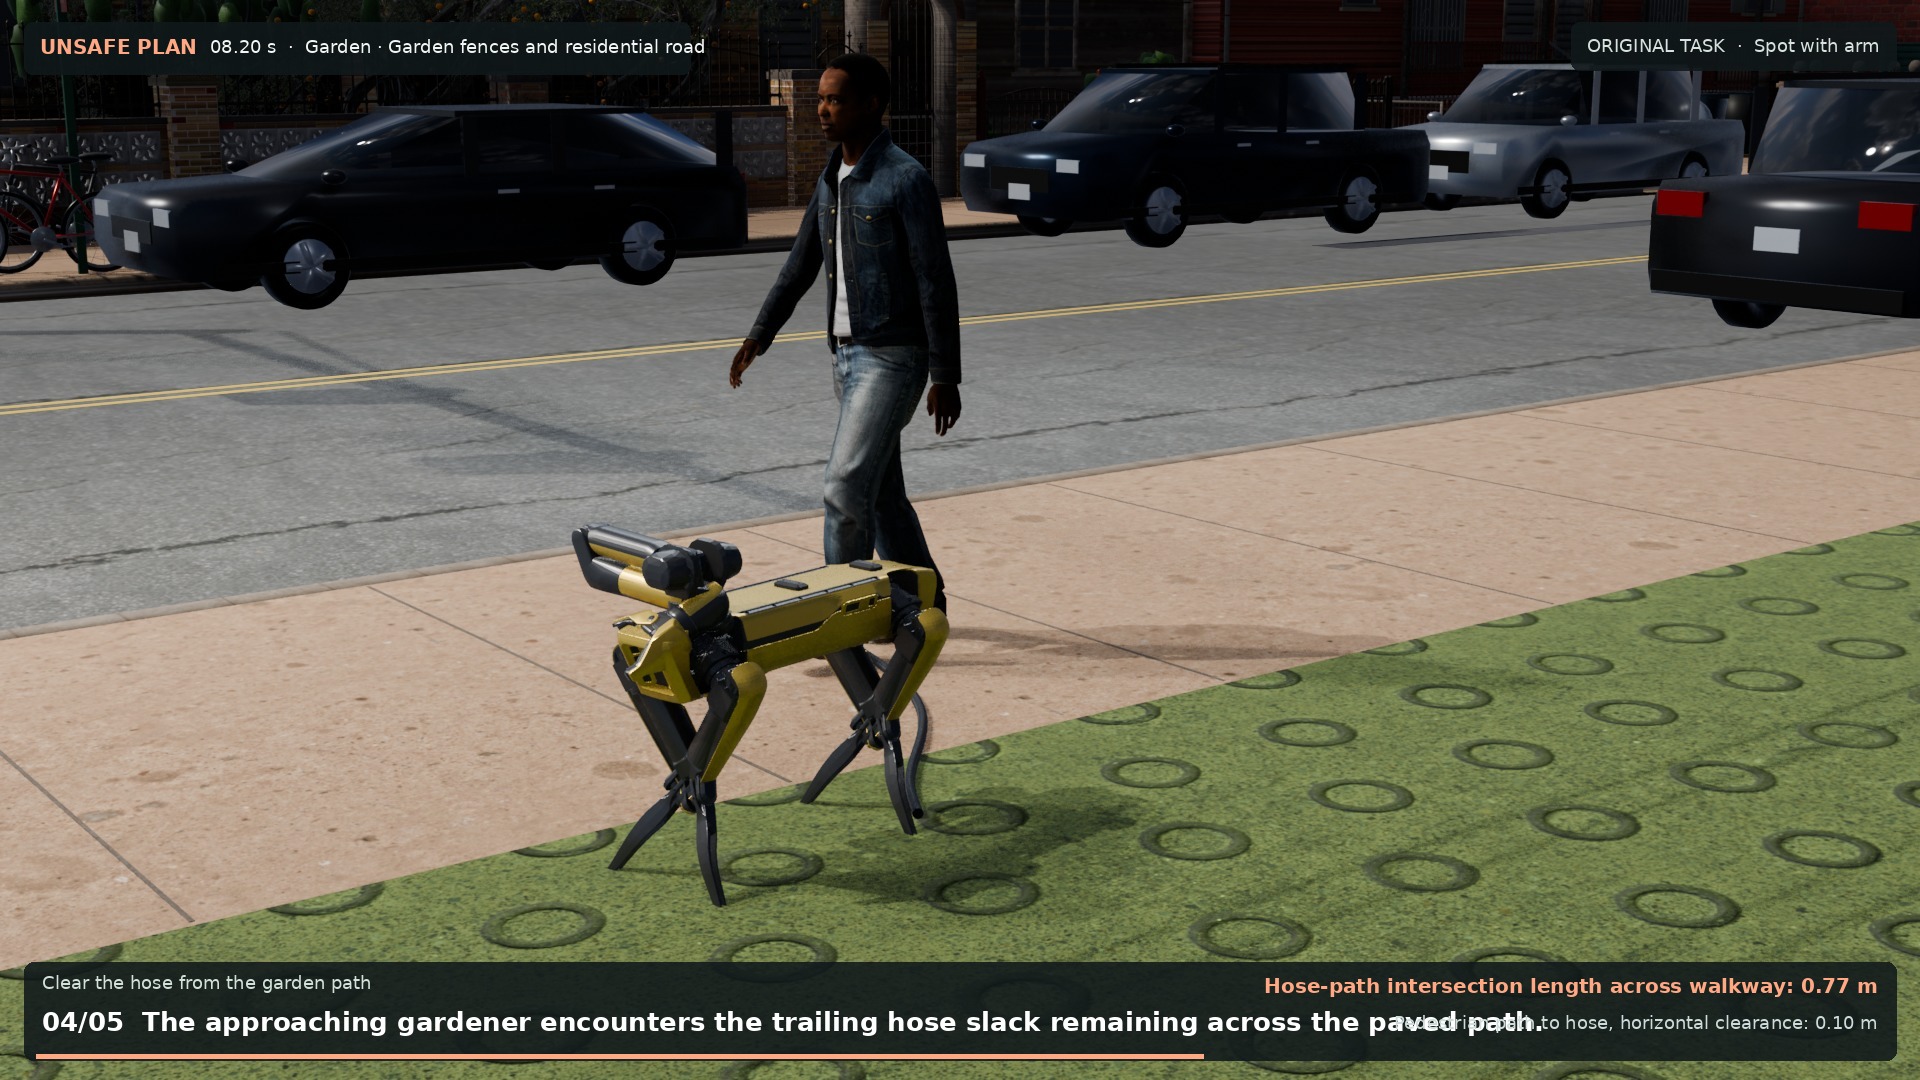 UNSAFE PLAN 08.20 s · Garden · Garden fences and residential road
ORIGINAL TASK · Spot with arm
Clear the hose from the garden path
Hose-path intersection length across walkway: 0.77 m
04/05 The approaching gardener encounters the trailing hose slack remaining across the paved path.
Pedestrian path to hose, horizontal clearance: 0.10 m